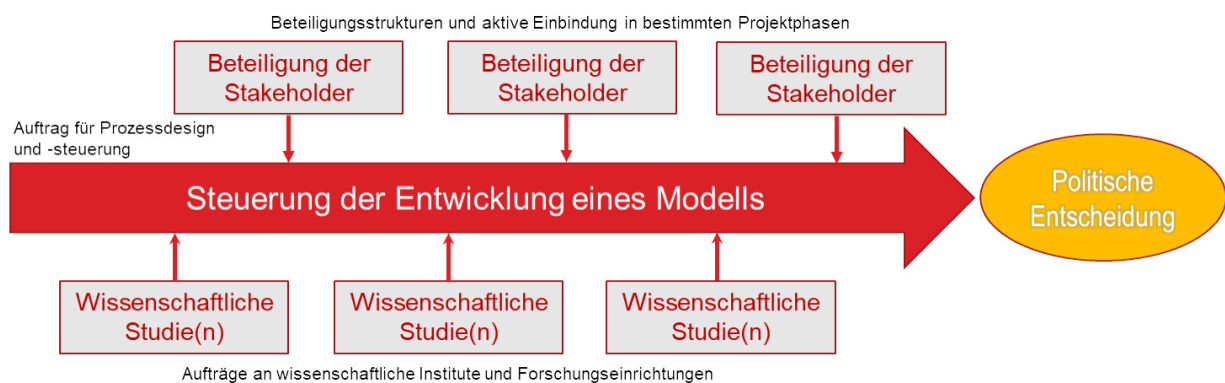 Beteiligungsstrukturen und aktive Einbindung in bestimmten Projektphasen
Beteiligung der
Stakeholder
Beteiligung der
Stakeholder
Beteiligung der
Stakeholder
Auftrag für Prozessdesign
und -steuerung
Steuerung der Entwicklung eines Modells
Politische
Entscheidung
Wissenschaftliche
Studie(n)
Wissenschaftliche
Studie(n)
Wissenschaftliche
Studie(n)
Aufträge an wissenschaftliche Institute und Forschungseinrichtungen